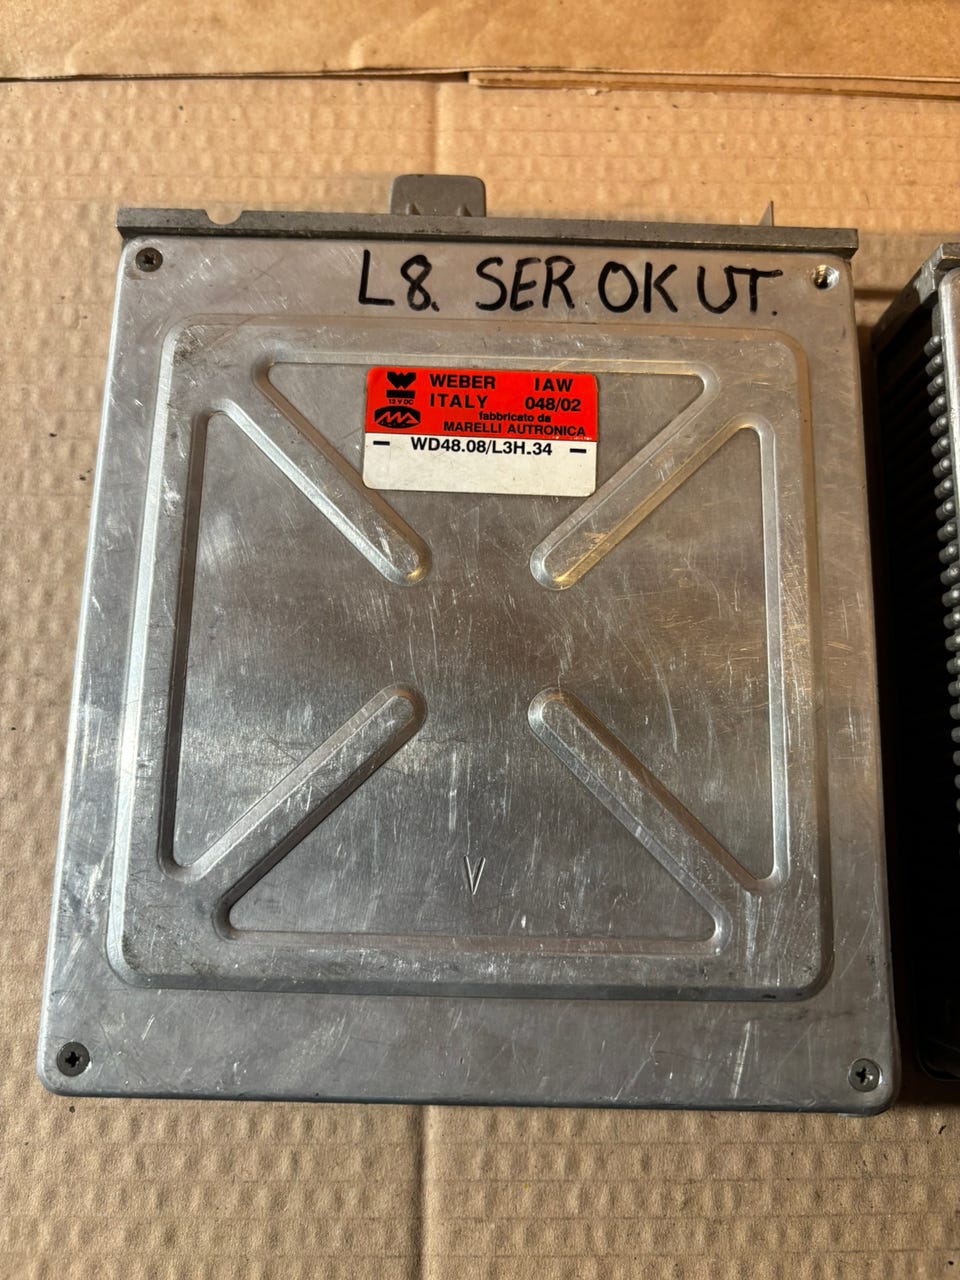 L8. SER OK UT.
WEBER IAW
ITALY 048/02
12 V DC
fabbricato da
MARELLI AUTRONICA
- WD48.08/L3H.34 -
V